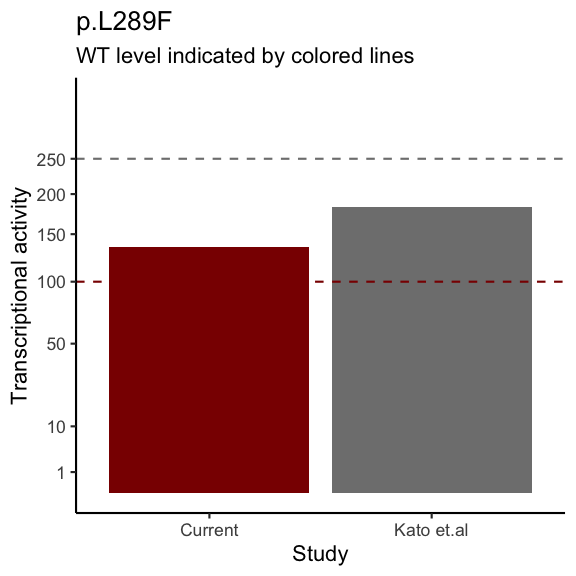 p.L289F
WT level indicated by colored lines
Transcriptional activity
250
200
150
100
50
10
1
Current
Kato et.al
Study